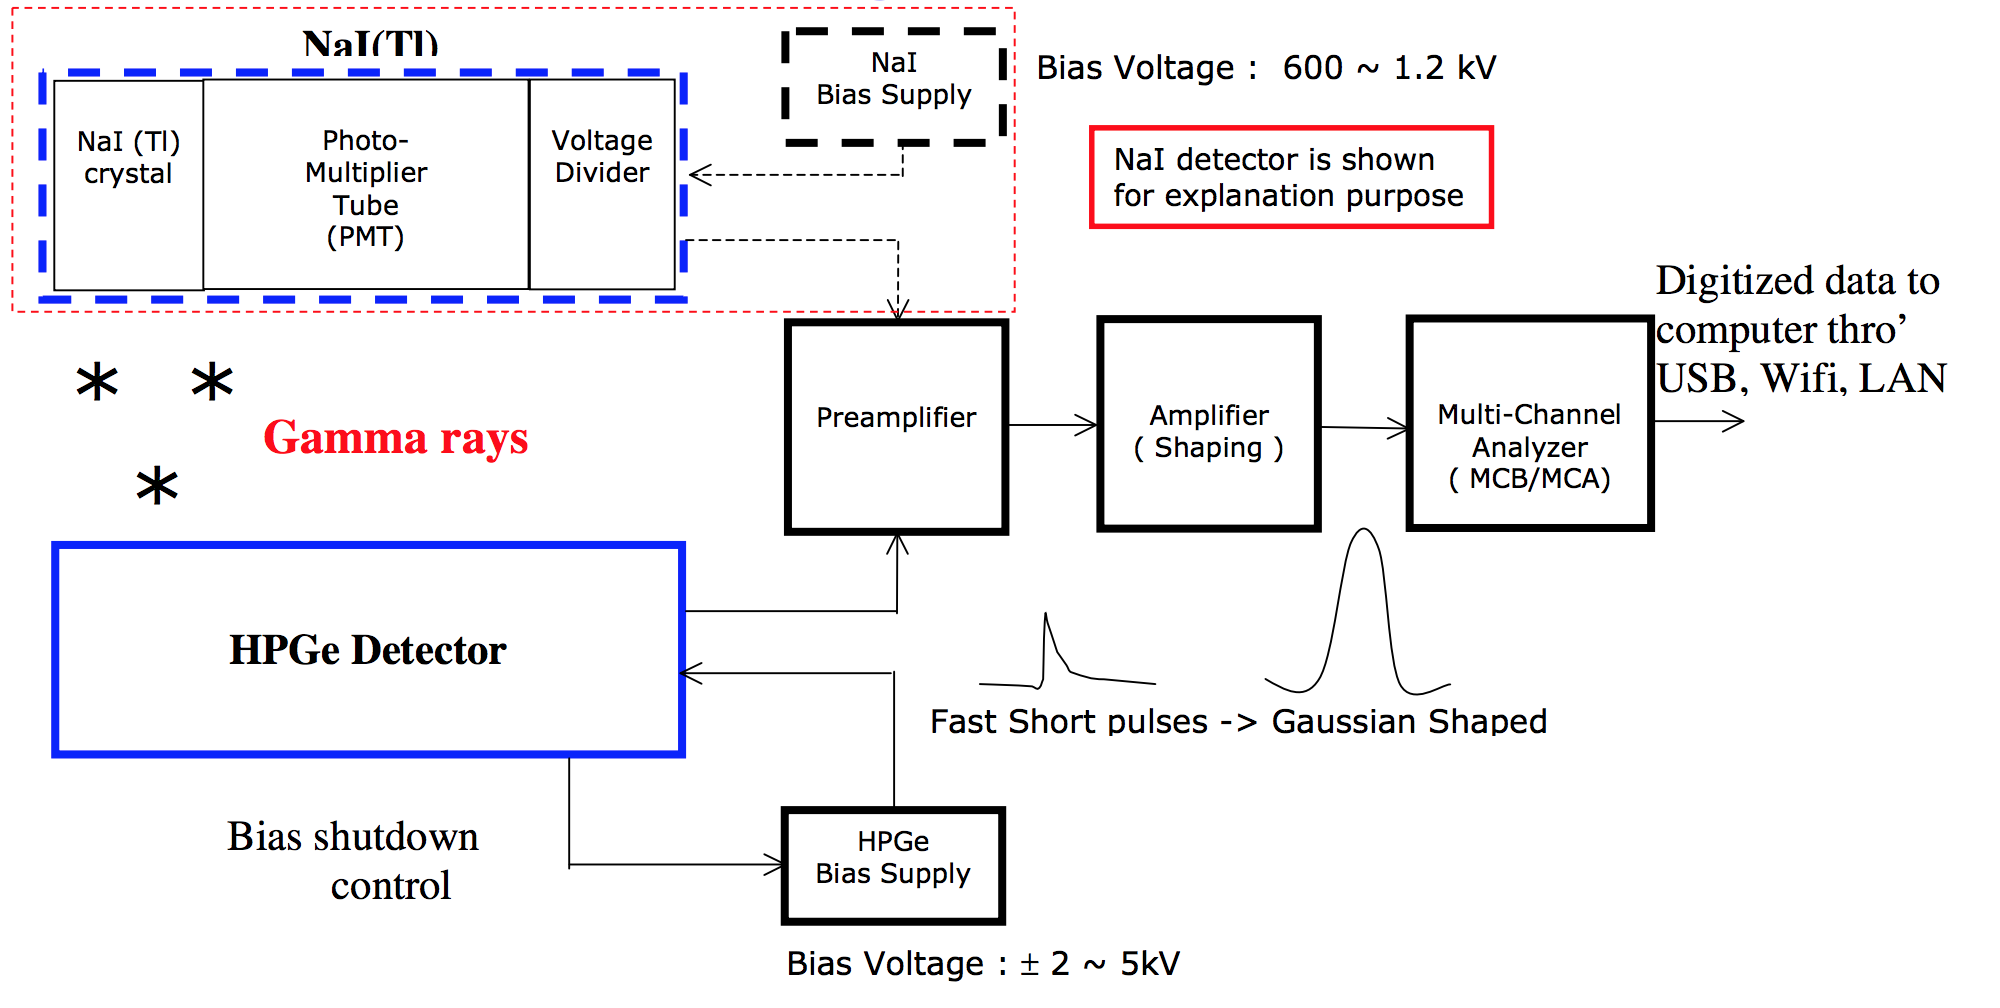 NaI(Tl)
NaI (Tl)
crystal
Photo-
Multiplier
Tube
(PMT)
Voltage
Divider
NaI
Bias Supply
Bias Voltage :  600 ~ 1.2 kV
NaI detector is shown
for explanation purpose
Digitized data to
computer thro’
USB, Wifi, LAN
* *
Gamma rays
*
Preamplifier
Amplifier
( Shaping )
Multi-Channel
Analyzer
( MCB/MCA)
HPGe Detector
Fast Short pulses -> Gaussian Shaped
Bias shutdown
control
HPGe
Bias Supply
Bias Voltage : ± 2 ~ 5kV